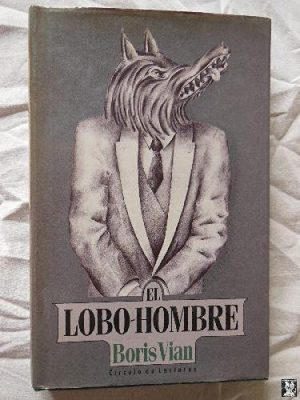 EL
LOBO-HOMBRE
Boris Vian
Círculo de Lectores